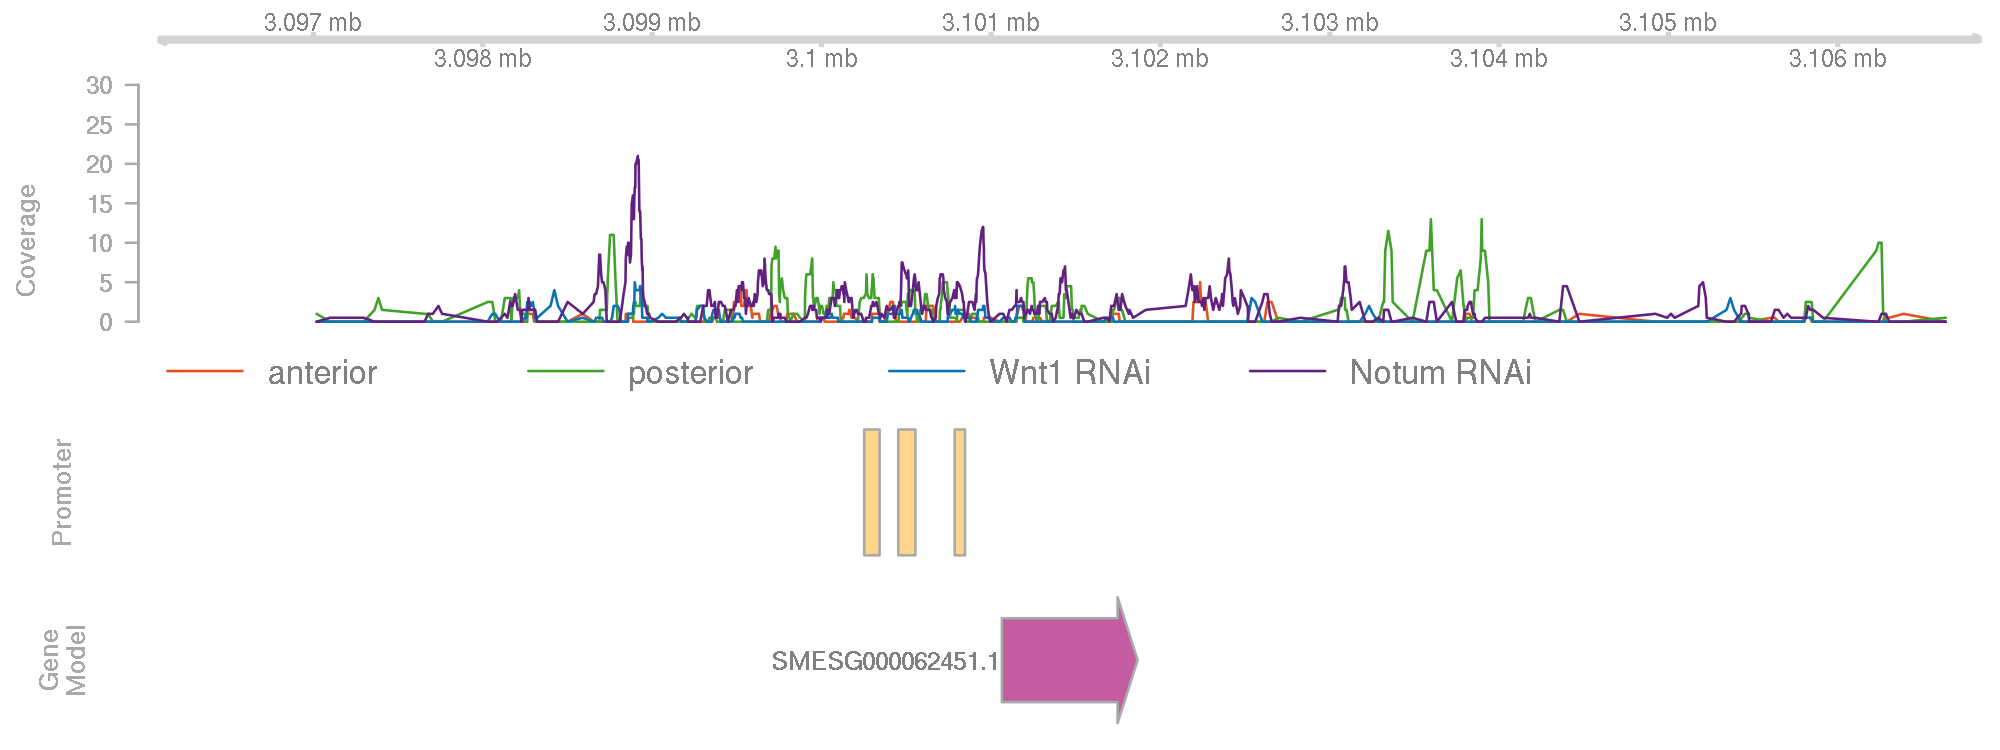 3.097 mb 3.099 mb 3.101 mb 3.103 mb 3.105 mb
3.098 mb 3.1 mb 3.102 mb 3.104 mb 3.106 mb
30
25
20
15
10
5
0
Coverage
anterior posterior Wnt1 RNAi Notum RNAi
Promoter
Gene
Model
SMESG000062451.1